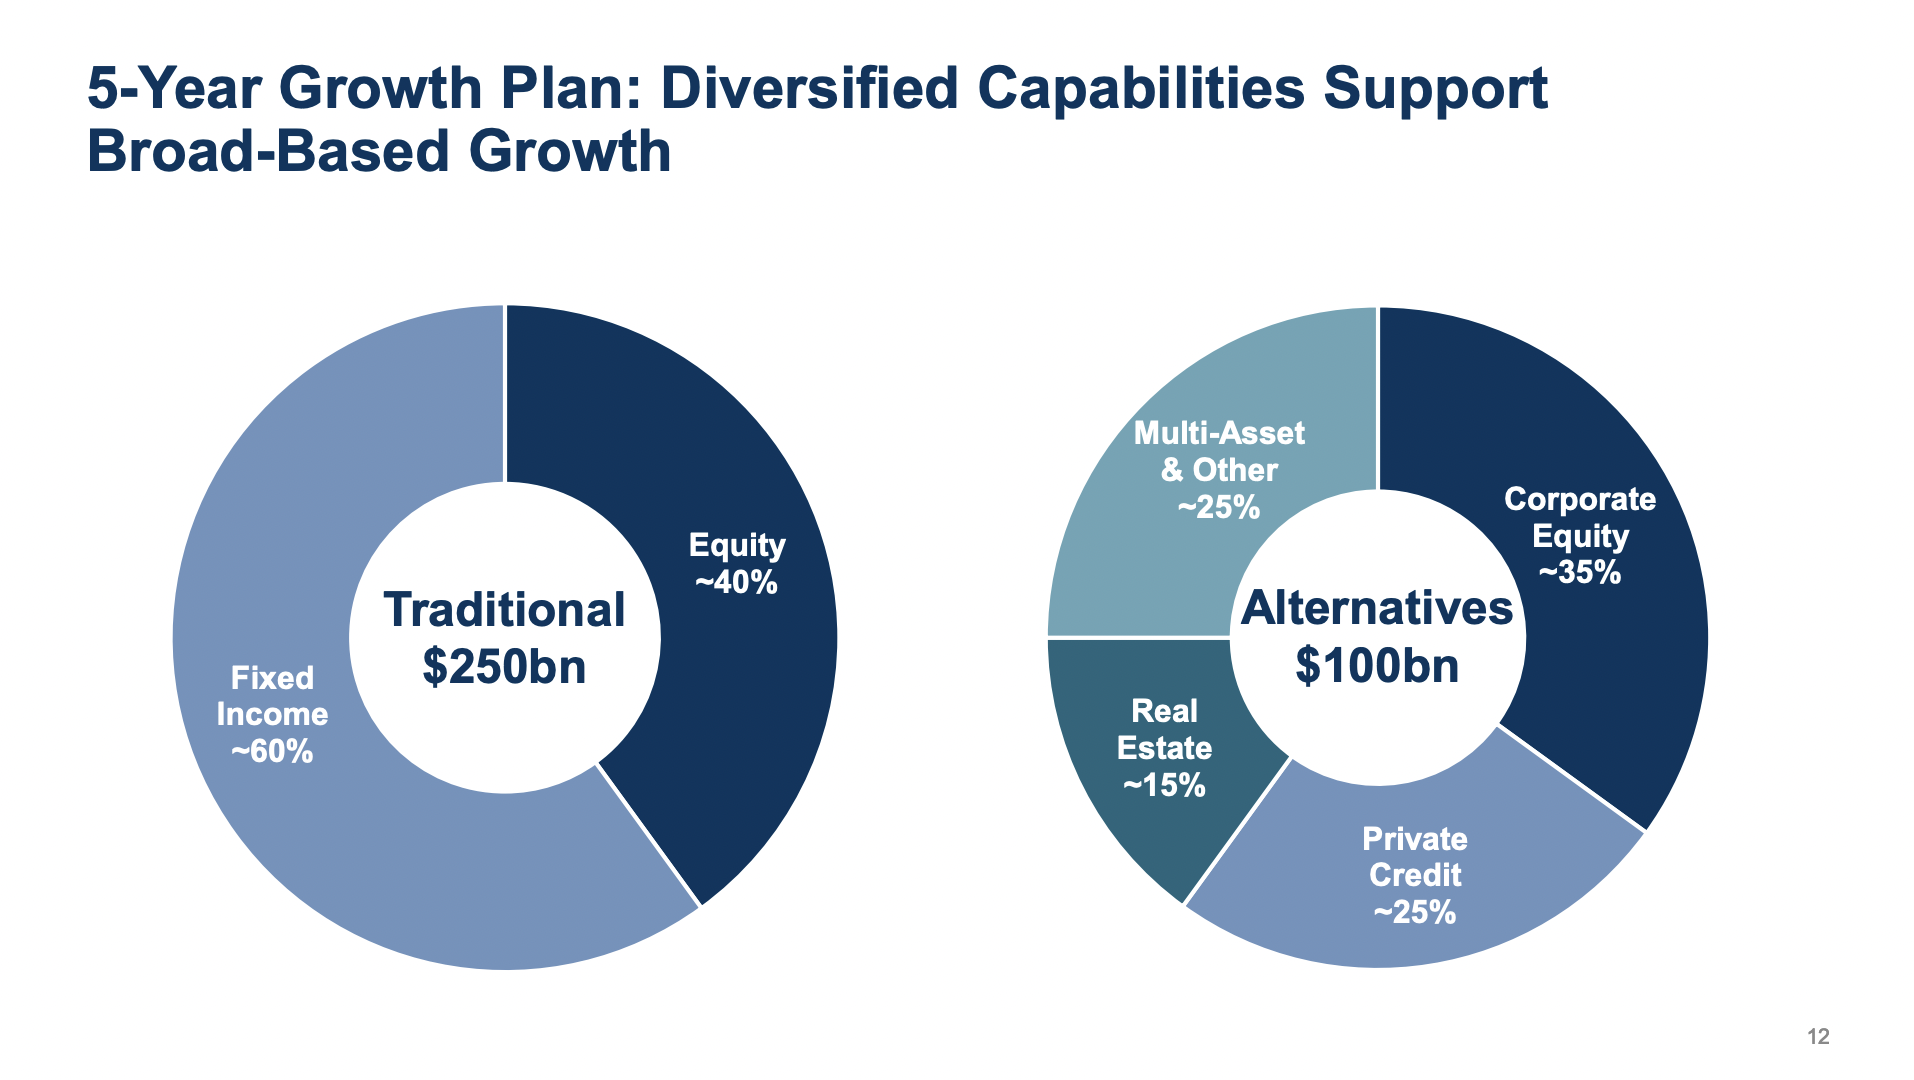 5-Year Growth Plan: Diversified Capabilities Support
Broad-Based Growth
Equity
~40%
Traditional
$250bn
Fixed
Income
~60%
Multi-Asset
& Other
~25%
Corporate
Equity
~35%
Alternatives
$100bn
Real
Estate
~15%
Private
Credit
~25%
12